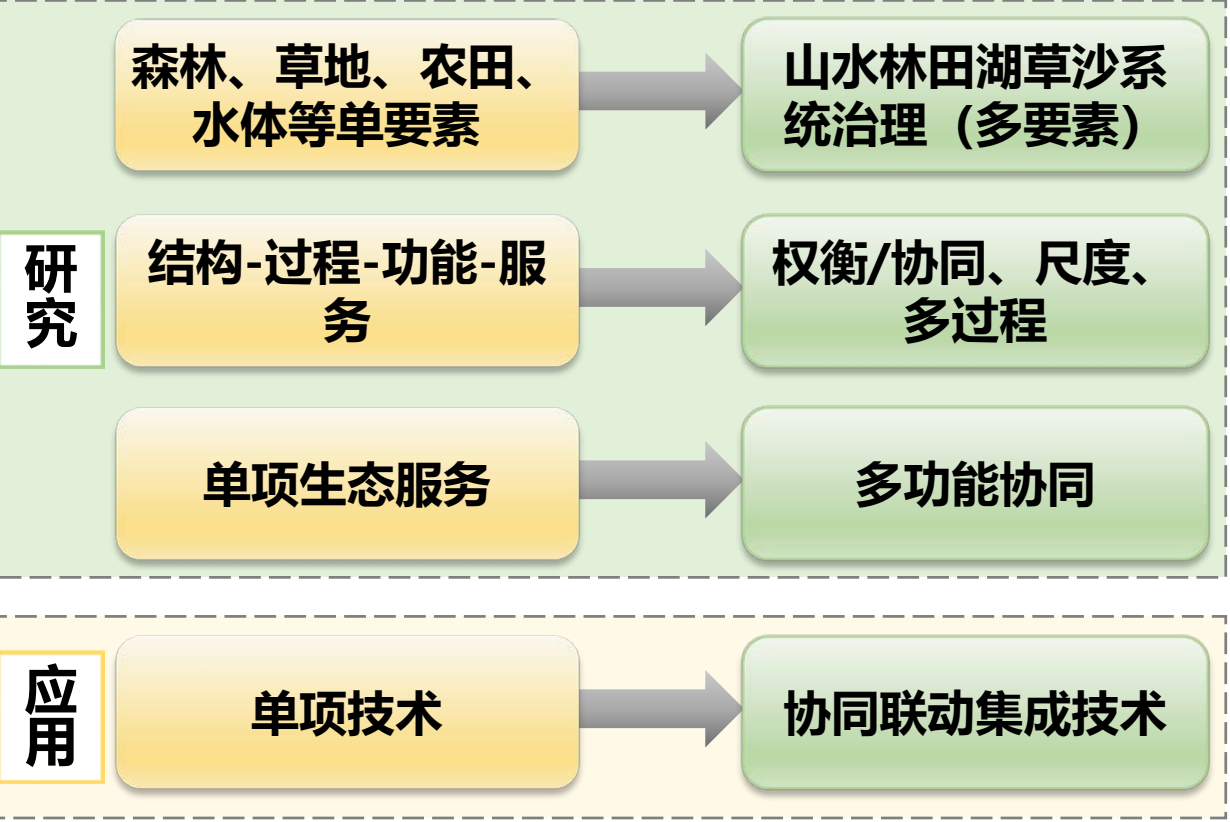 森林、草地、农田、
水体等单要素
山水林田湖草沙系
统治理（多要素）
研
究
结构-过程-功能-服
务
权衡/协同、尺度、
多过程
单项生态服务
多功能协同
应
用
单项技术
协同联动集成技术